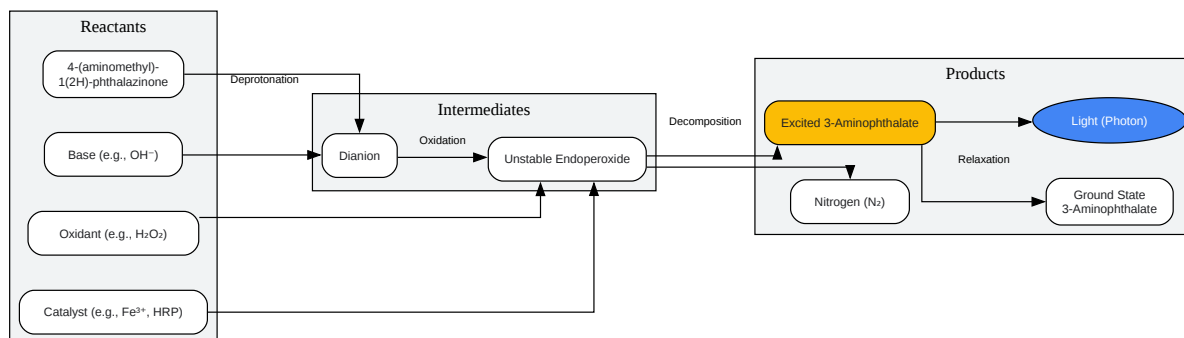 Reactants
4-(aminomethyl)-
1(2H)-phthalazinone
Deprotonation
Base (e.g., OH⁻)
Oxidant (e.g., H₂O₂)
Catalyst (e.g., Fe³⁺, HRP)
Intermediates
Dianion
Oxidation
Unstable Endoperoxide
Decomposition
Products
Excited 3-Aminophthalate
Light (Photon)
Relaxation
Nitrogen (N₂)
Ground State
3-Aminophthalate